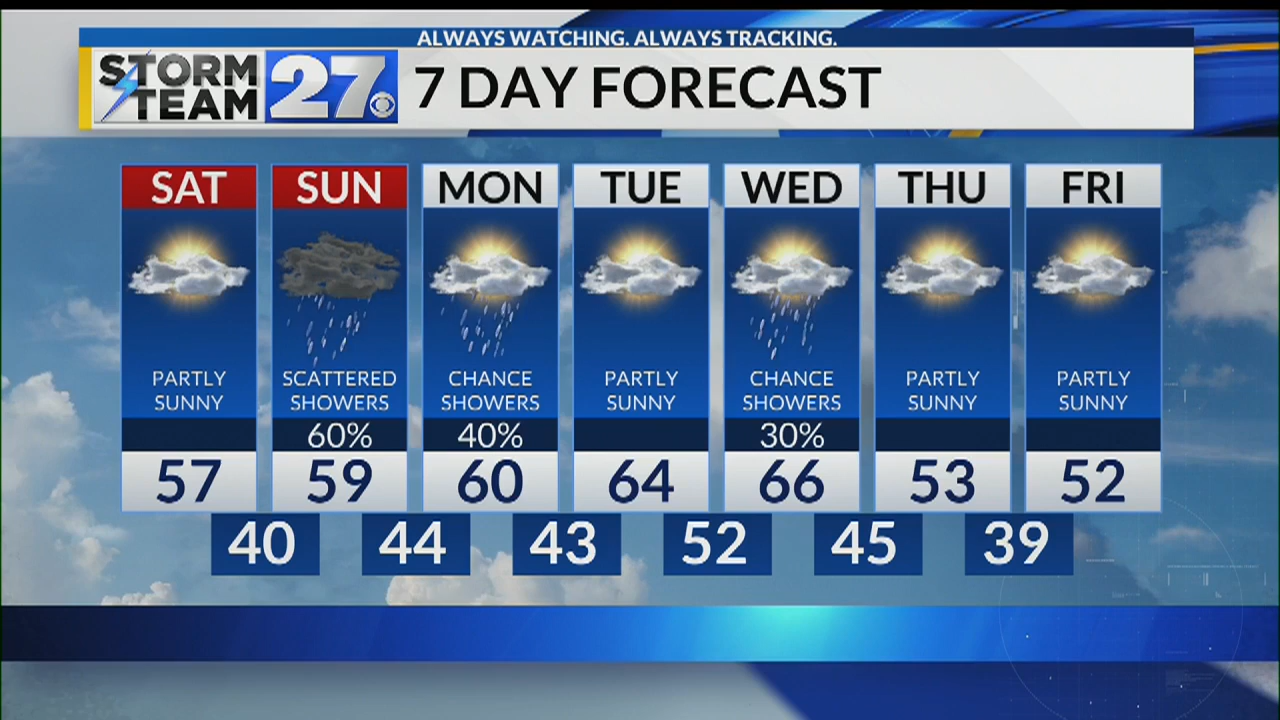 ALWAYS WATCHING. ALWAYS TRACKING.
STORM
TEAM
27
7 DAY FORECAST
SAT SUN MON TUE WED THU FRI
PARTLY SCATTERED CHANCE PARTLY CHANCE PARTLY PARTLY
SUNNY SHOWERS SHOWERS SUNNY SHOWERS SUNNY SUNNY
60% 40% 30%
57 59 60 64 66 53 52
40 44 43 52 45 39